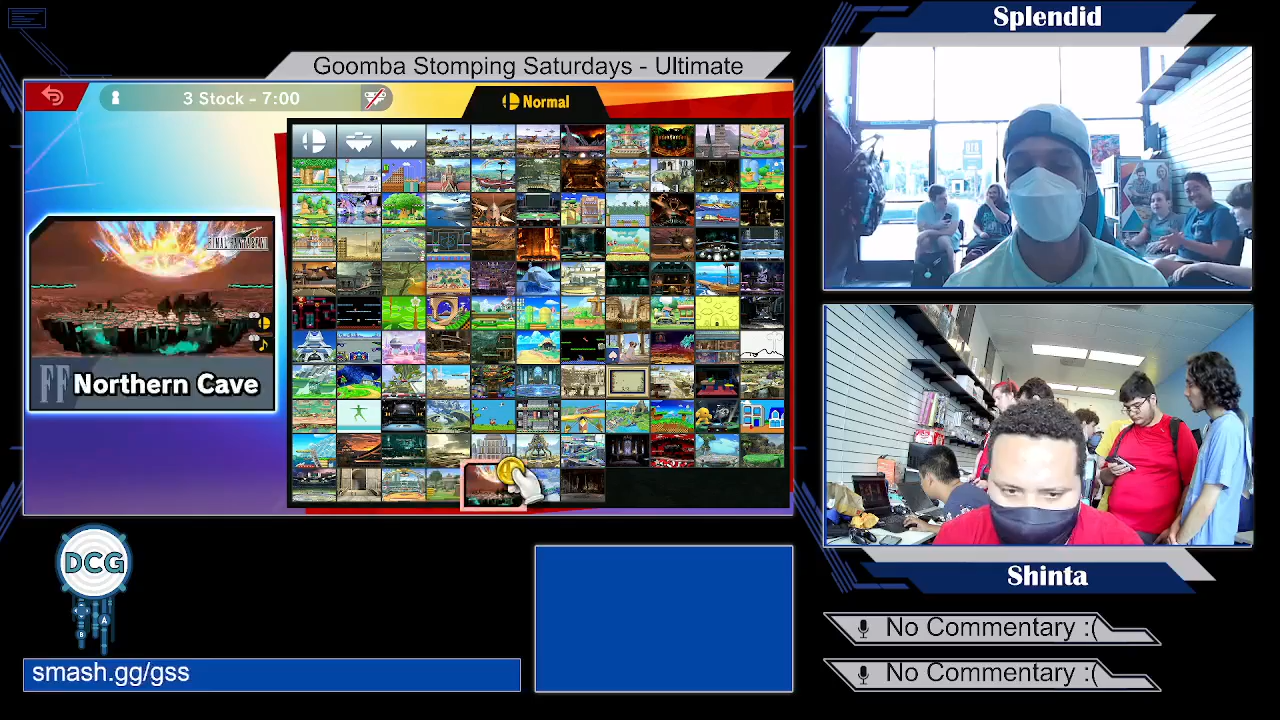 Splendid
Goomba Stomping Saturdays - Ultimate
3 Stock - 7:00
Normal
FINAL FANTASY VII
FF Northern Cave
Shinta
DCG
A
B
No Commentary :(
No Commentary :(
smash.gg/gss